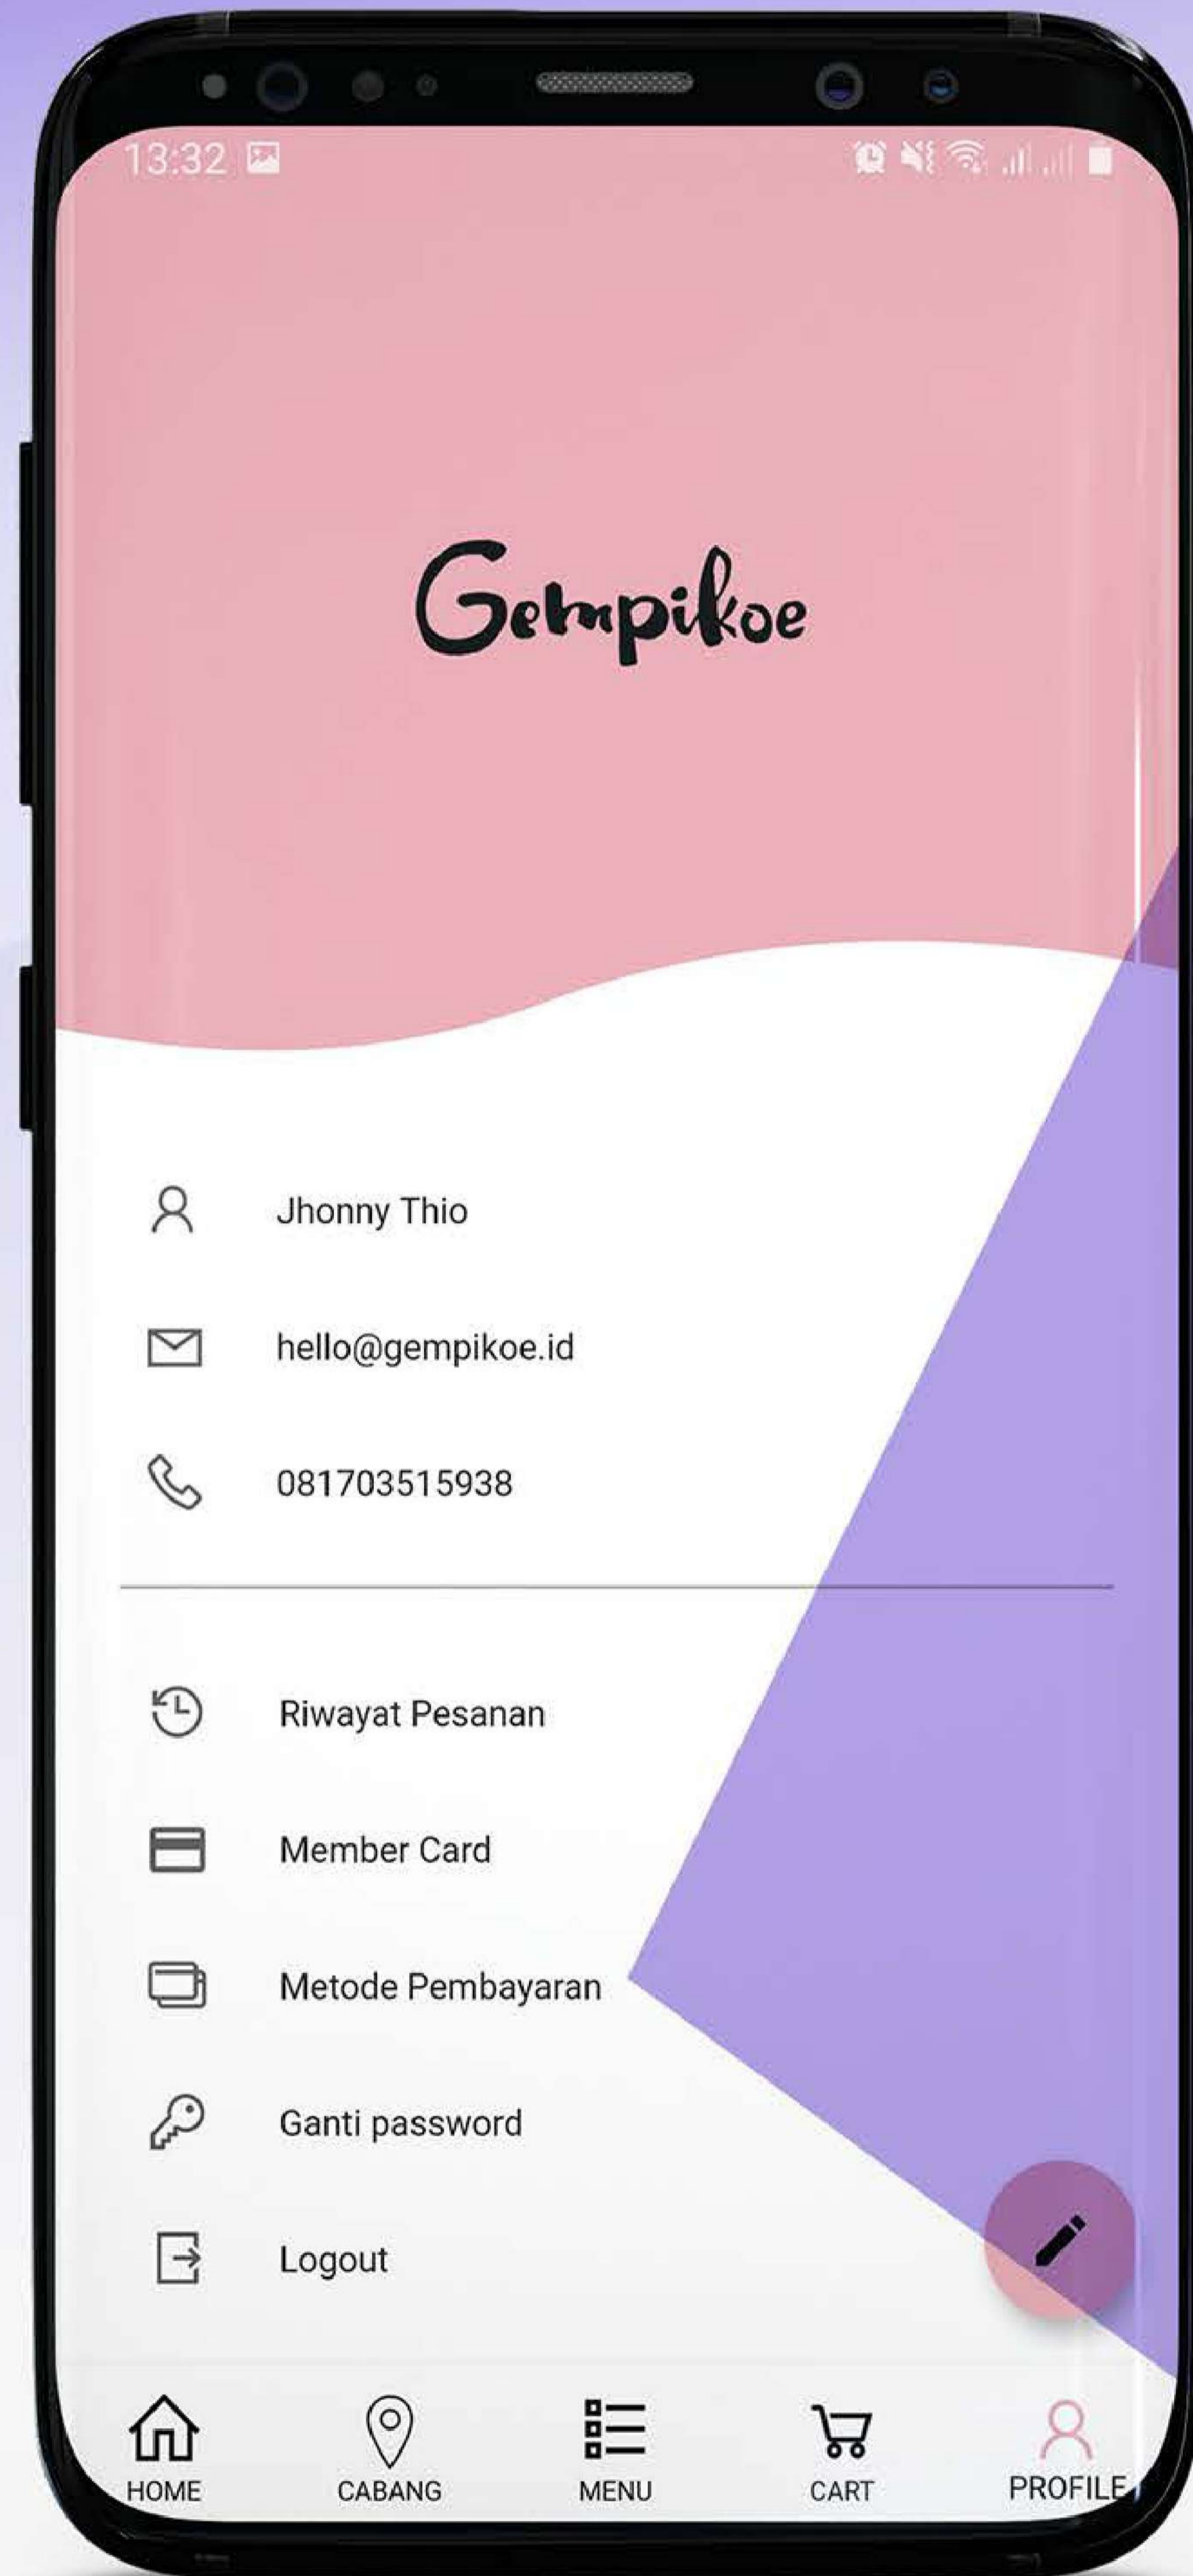 13:32
Gempikoe
Jhonny Thio
hello@gempikoe.id
081703515938
Riwayat Pesanan
Member Card
Metode Pembayaran
Ganti password
Logout
HOME CABANG MENU CART PROFILE